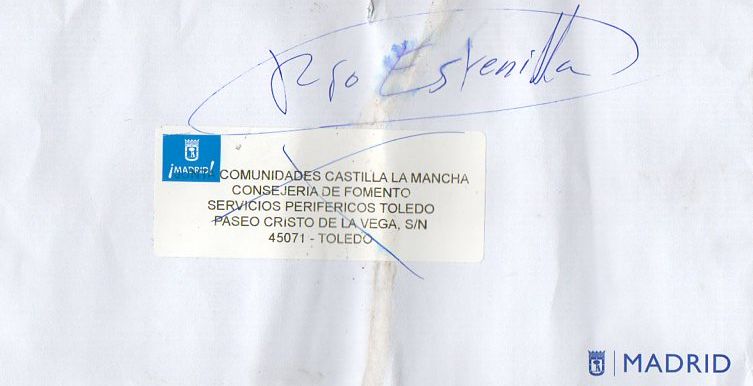 Río Estenilla
¡MADRID!
COMUNIDADES CASTILLA LA MANCHA
CONSEJERIA DE FOMENTO
SERVICIOS PERIFERICOS TOLEDO
PASEO CRISTO DE LA VEGA, S/N
45071 - TOLEDO
MADRID